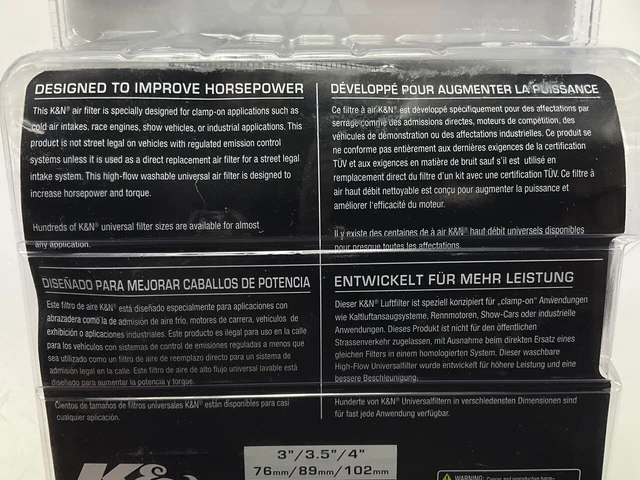 DESIGNED TO IMPROVE HORSEPOWER
This K&N® air filter is specially designed for clamp-on applications such as
cold air intakes, race engines, show vehicles, or industrial applications. This
product is not street legal on vehicles with regulated emission control
systems unless it is used as a direct replacement air filter for a street legal
intake system. This high-flow washable universal air filter is designed to
increase horsepower and torque.
Hundreds of K&N® universal filter sizes are available for almost
any application.
DÉVELOPPÉ POUR AUGMENTER LA PUISSANCE
Ce filtre à air K&N® est développé spécifiquement pour des affectations par
serrage comme des admissions directes, moteurs de compétition, des
véhicules de démonstration ou des affectations industrielles. Ce produit se
ne conforme pas entièrement aux dernières exigences de la certification
TÜV et aux exigences en matière de bruit sauf s'il est utilisé en
remplacement direct du filtre d'un kit avec une certification TÜV. Ce filtre à
air haut débit nettoyable est conçu pour augmenter la puissance et
améliorer l'efficacité du moteur.
Il y existe des centaines de à air K&N® haut débit universels disponibles
pour presque toutes les affectations.
DISEÑADO PARA MEJORAR CABALLOS DE POTENCIA
Este filtro de aire K&N® está diseñado especialmente para aplicaciones con
abrazadera como la de admisión de aire frío, motores de carrera, vehículos de
exhibición o aplicaciones industriales. Este producto es ilegal para uso en la calle
para los vehículos con sistemas de control de emisiones reguladas a menos que
sea utilizado como un filtro de aire de reemplazo directo para un sistema de
admisión legal en la calle. Este filtro de aire de alto flujo universal lavable está
diseñado para aumentar la potencia y torque.
Cientos de tamaños de filtros universales K&N® están disponibles para casi
cualquier aplicación.
ENTWICKELT FÜR MEHR LEISTUNG
Dieser K&N® Luftfilter ist speziell konzipiert für „clamp-on" Anwendungen
wie Kaltluftansaugsysteme, Rennmotoren, Show-Cars oder industrielle
Anwendungen. Dieses Produkt ist nicht für den öffentlichen
Strassenverkehr zugelassen, mit Ausnahme beim direkten Ersatz eines
gleichen Filters in einem homologierten System. Dieser waschbare
High-Flow Universalfilter wurde entwickelt für höhere Leistung und eine
bessere Beschleunigung.
Hunderte von K&N® Universalfiltern in verschiedensten Dimensionen sind
für fast jede Anwendung verfügbar.
3"/3.5"/4"
76mm/89mm/102mm
K&N
WARNING: Cancer and reproductive harm-